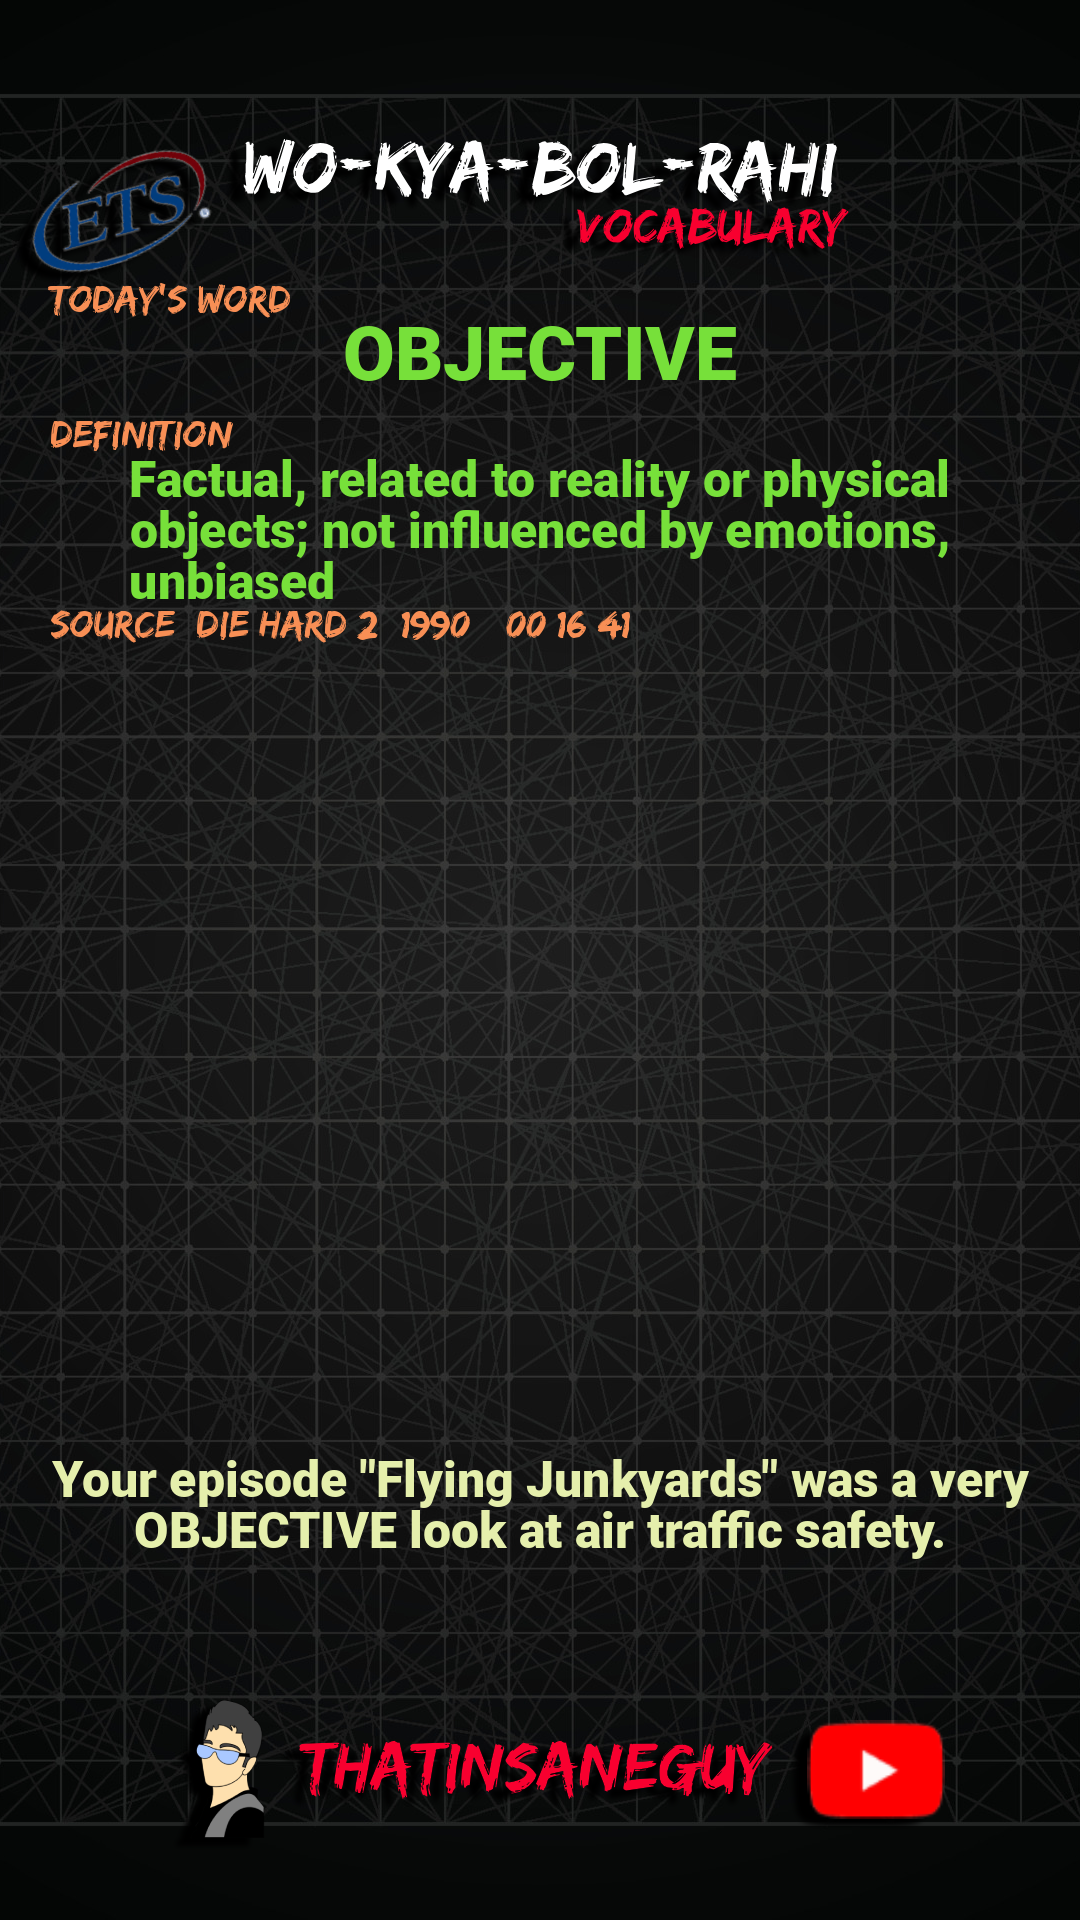 ETS
WO-KYA-BOL-RAHI
VOCABULARY
TODAY'S WORD
OBJECTIVE
DEFINITION
Factual, related to reality or physical
objects; not influenced by emotions,
unbiased
SOURCE DIE HARD 2 1990 00 16 41
Your episode "Flying Junkyards" was a very
OBJECTIVE look at air traffic safety.
THATINSANEGUY